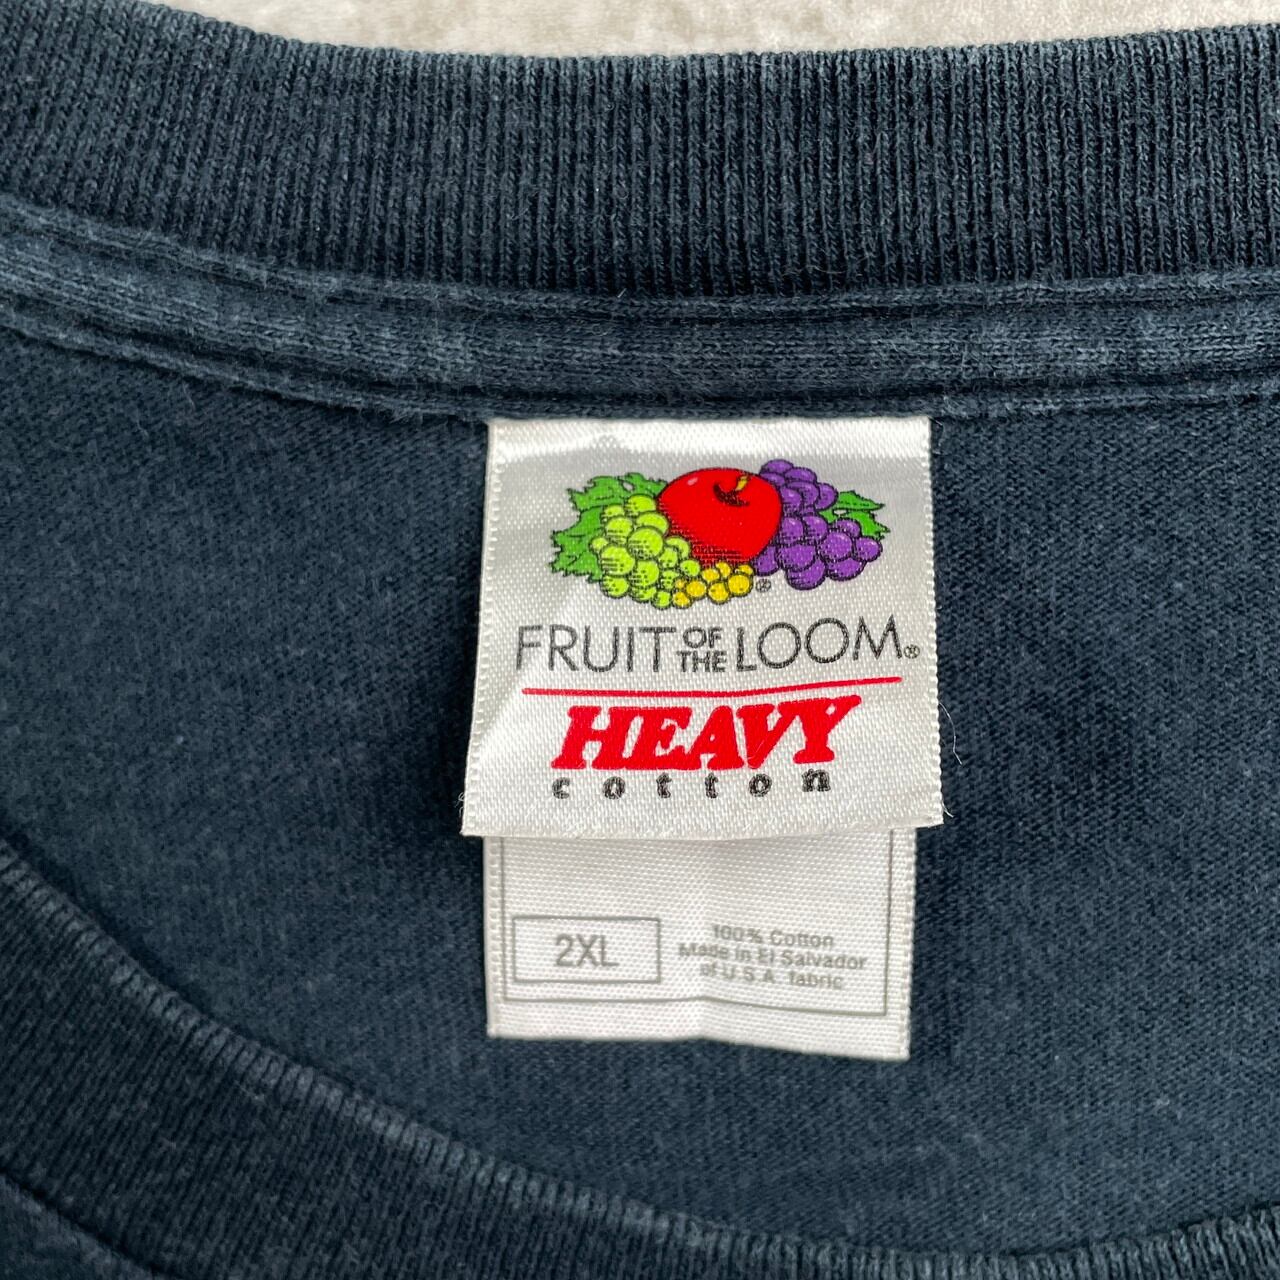 FRUIT OF THE LOOM®
HEAVY
cotton
2XL
100% Cotton
Made in El Salvador
of U.S.A. fabric